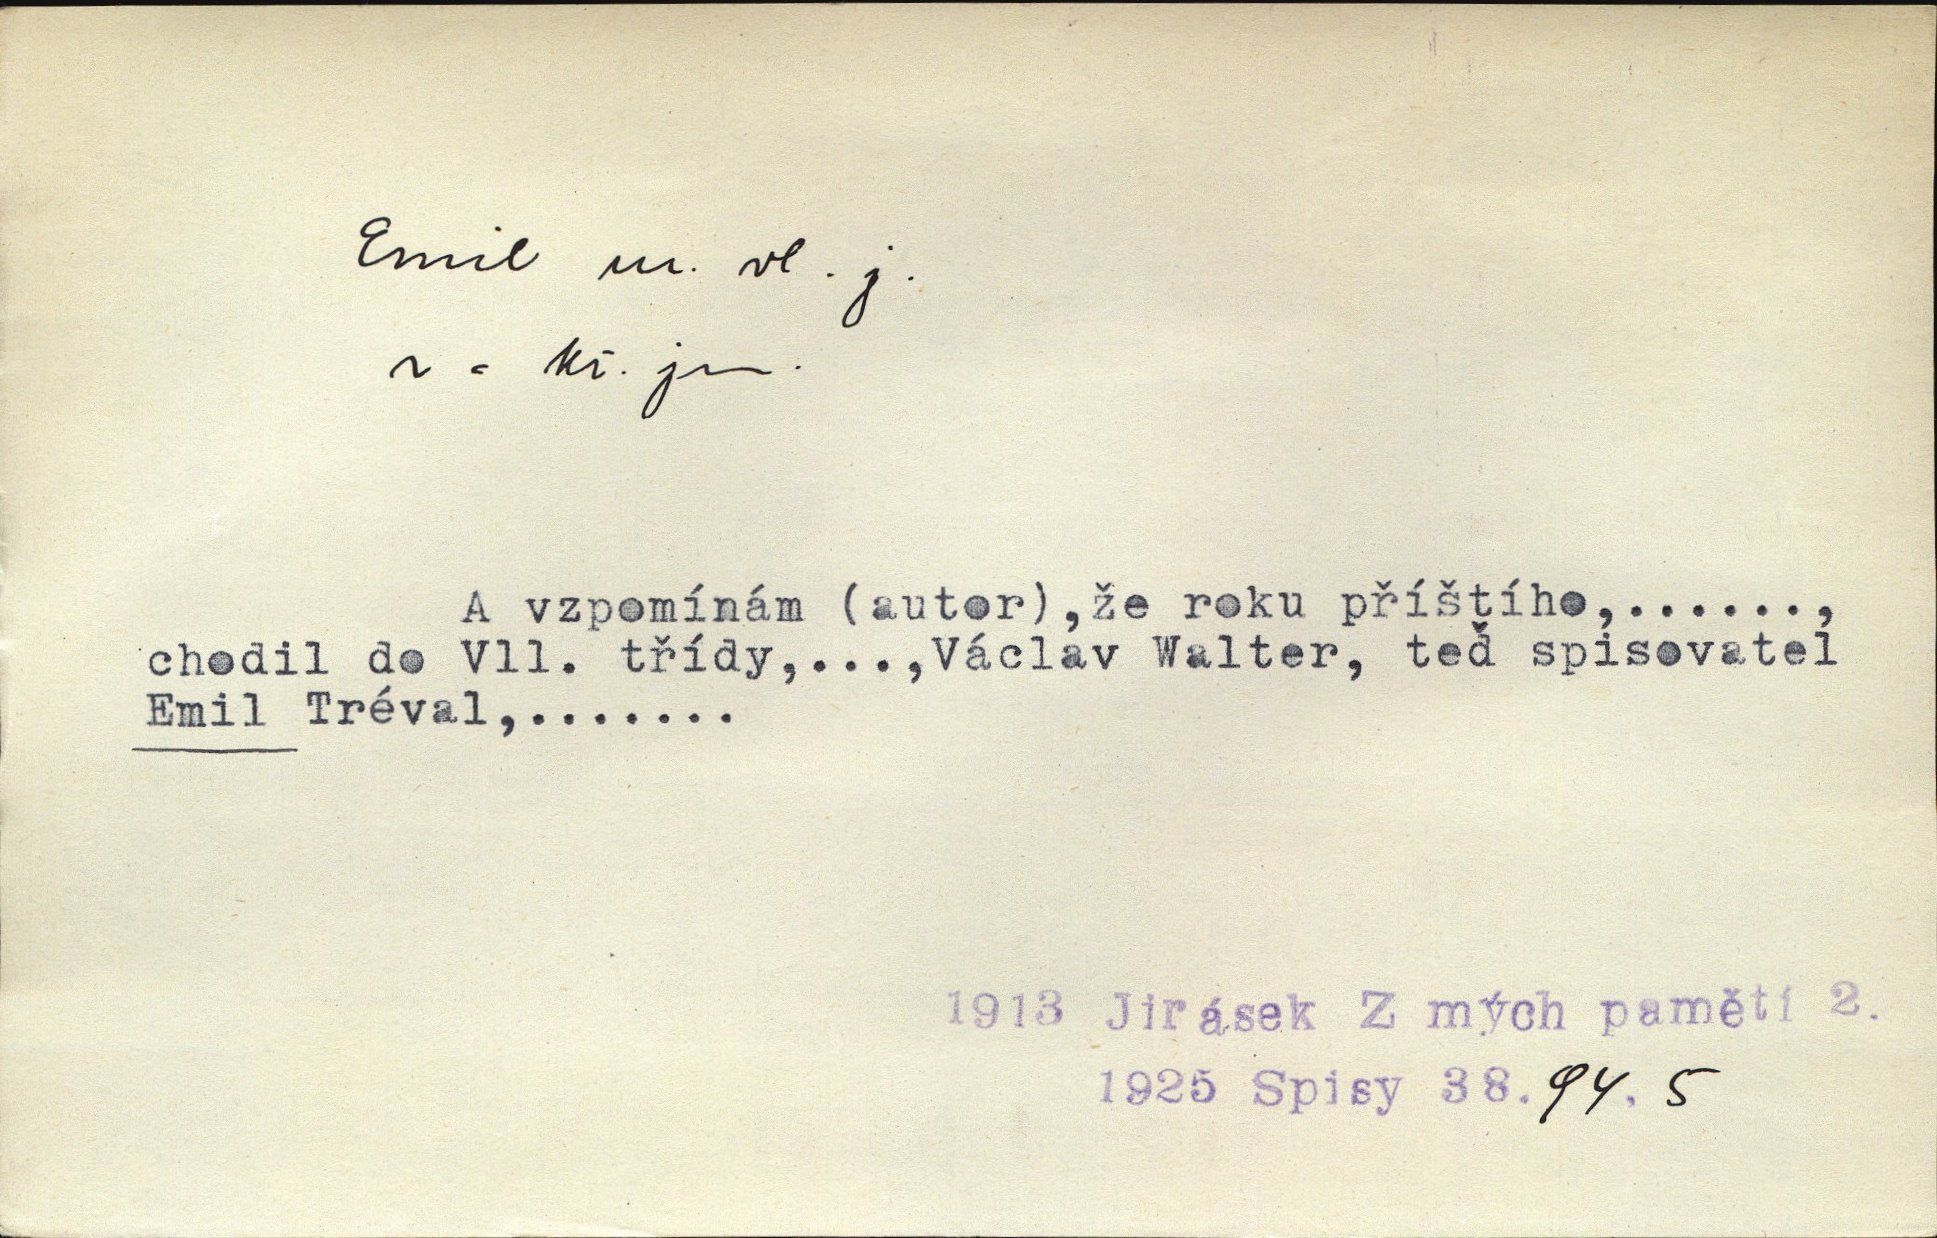 Emil m. vl. j.
kř. jm.
A vzpomínám (autor),že roku příštího,......,
chodil do Vll. třídy,...,Václav Walter, teď spisovatel
Emil Tréval,.......
1913 Jirásek Z mých pamětí 2.
1925 Spisy 38.94.5